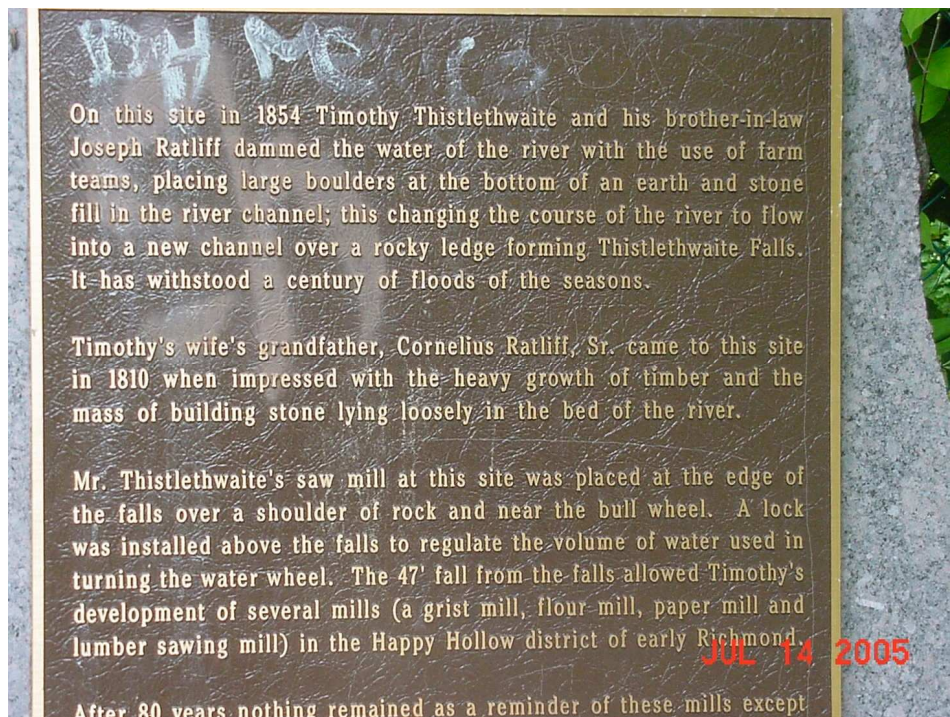 DH MC
On this site in 1854 Timothy Thistlethwaite and his brother-in-law
Joseph Ratliff dammed the water of the river with the use of farm
teams, placing large boulders at the bottom of an earth and stone
fill in the river channel; this changing the course of the river to flow
into a new channel over a rocky ledge forming Thistlethwaite Falls.
It has withstood a century of floods of the seasons.
Timothy's wife's grandfather, Cornelius Ratliff, Sr. came to this site
in 1810 when impressed with the heavy growth of timber and the
mass of building stone lying loosely in the bed of the river.
Mr. Thistlethwaite's saw mill at this site was placed at the edge of
the falls over a shoulder of rock and near the bull wheel. A lock
was installed above the falls to regulate the volume of water used in
turning the water wheel. The 47' fall from the falls allowed Timothy's
development of several mills (a grist mill, flour mill, paper mill and
lumber sawing mill) in the Happy Hollow district of early Richmond.
JUL 14 2005
After 80 years nothing remained as a reminder of these mills except